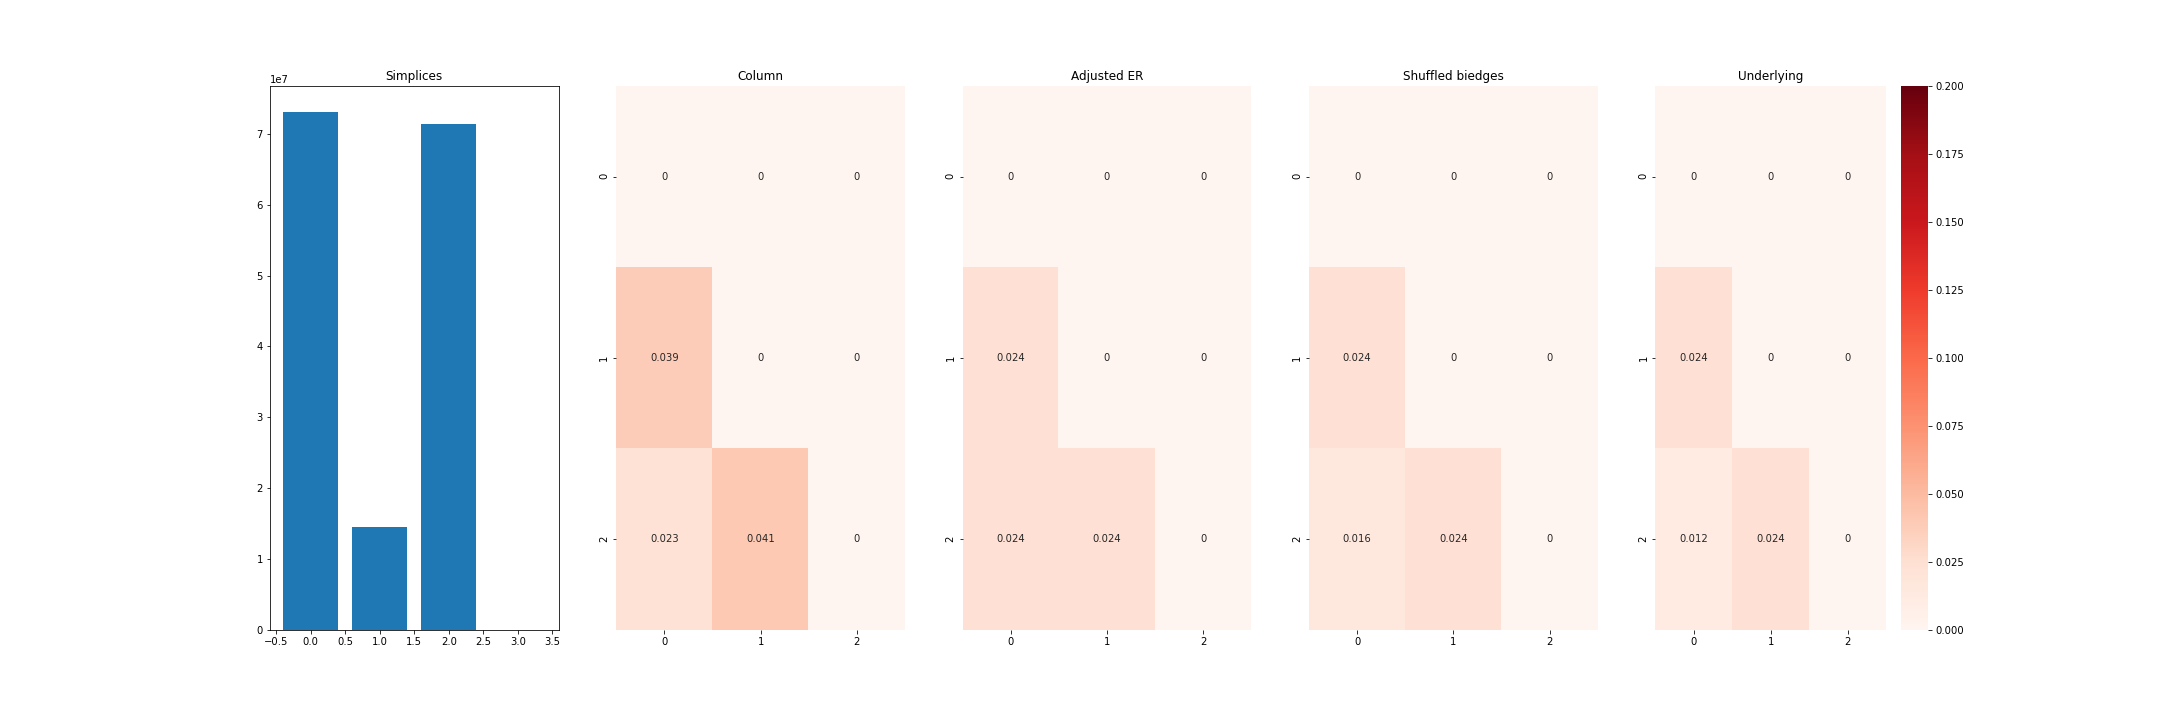 Simplices
1e7
7
6
5
4
3
2
1
0
−0.5 0.0 0.5 1.0 1.5 2.0 2.5 3.0 3.5
Column
0 0 0 0
1 0.039 0 0
2 0.023 0.041 0
0 1 2
Adjusted ER
0 0 0 0
1 0.024 0 0
2 0.024 0.024 0
0 1 2
Shuffled biedges
0 0 0 0
1 0.024 0 0
2 0.016 0.024 0
0 1 2
Underlying
0 0 0 0
1 0.024 0 0
2 0.012 0.024 0
0 1 2
0.200
0.175
0.150
0.125
0.100
0.075
0.050
0.025
0.000